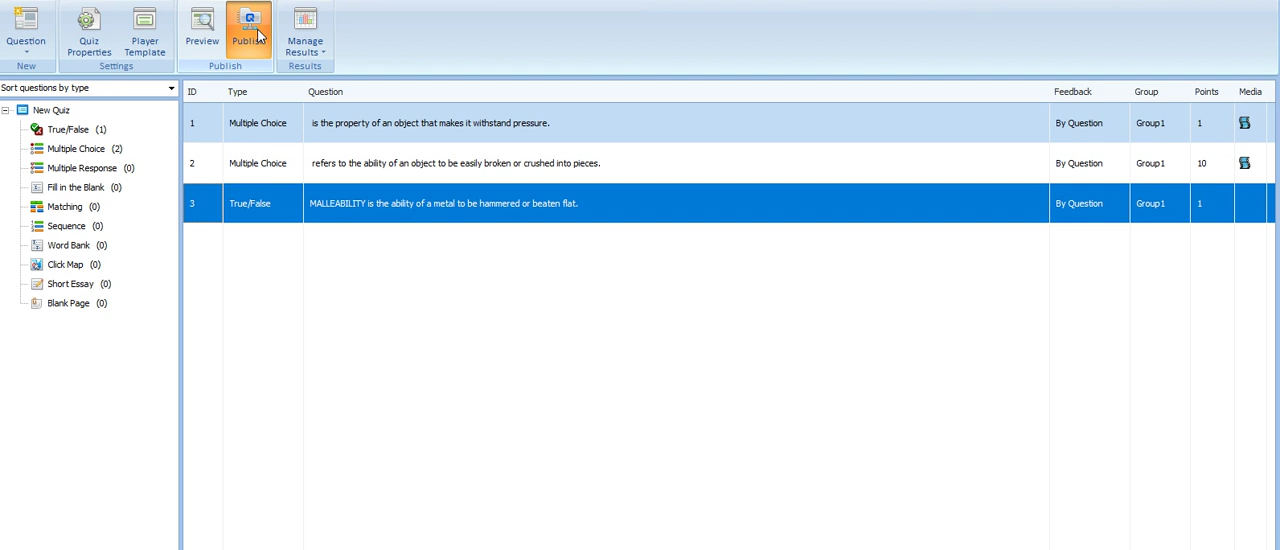 Question Quiz Properties Player Template Preview Publish Manage Results
New Settings Publish Results
Sort questions by type
New Quiz
True/False (1)
Multiple Choice (2)
Multiple Response (0)
Fill in the Blank (0)
Matching (0)
Sequence (0)
Word Bank (0)
Click Map (0)
Short Essay (0)
Blank Page (0)
ID Type Question Feedback Group Points Media
1 Multiple Choice is the property of an object that makes it withstand pressure. By Question Group1 1
2 Multiple Choice refers to the ability of an object to be easily broken or crushed into pieces. By Question Group1 10
3 True/False MALLEABILITY is the ability of a metal to be hammered or beaten flat. By Question Group1 1